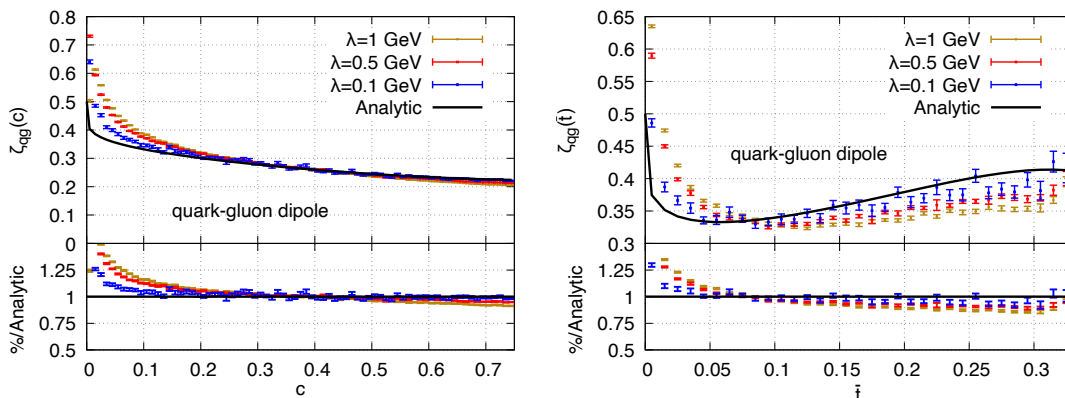 0.8
0.7
0.6
0.5
0.4
0.3
0.2
0.1
0
ζqg(c)
λ=1 GeV
λ=0.5 GeV
λ=0.1 GeV
Analytic
quark-gluon dipole
1.25
1
0.75
0.5
%/Analytic
0 0.1 0.2 0.3 0.4 0.5 0.6 0.7
c
0.65
0.6
0.55
0.5
0.45
0.4
0.35
0.3
ζqg(t̄)
λ=1 GeV
λ=0.5 GeV
λ=0.1 GeV
Analytic
quark-gluon dipole
1.25
1
0.75
0.5
%/Analytic
0 0.05 0.1 0.15 0.2 0.25 0.3
t̄